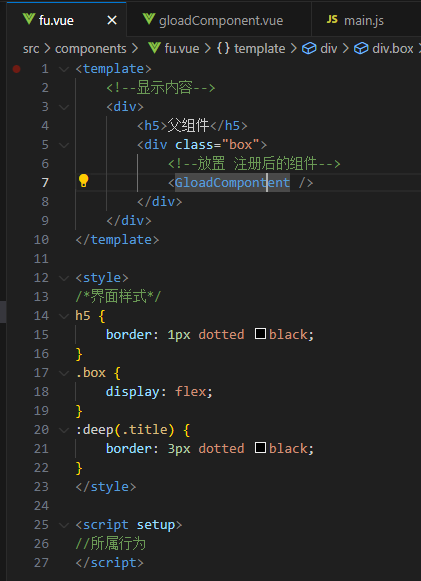 fu.vue × gloadComponent.vue JS main.js
src > components > fu.vue > {} template > div > div.box
1 <template>
2 <!--显示内容-->
3 <div>
4 <h5>父组件</h5>
5 <div class="box">
6 <!--放置 注册后的组件-->
7 <GloadCompontent />
8 </div>
9 </div>
10 </template>
11
12 <style>
13 /*界面样式*/
14 h5 {
15 border: 1px dotted black;
16 }
17 .box {
18 display: flex;
19 }
20 :deep(.title) {
21 border: 3px dotted black;
22 }
23 </style>
24
25 <script setup>
26 //所属行为
27 </script>